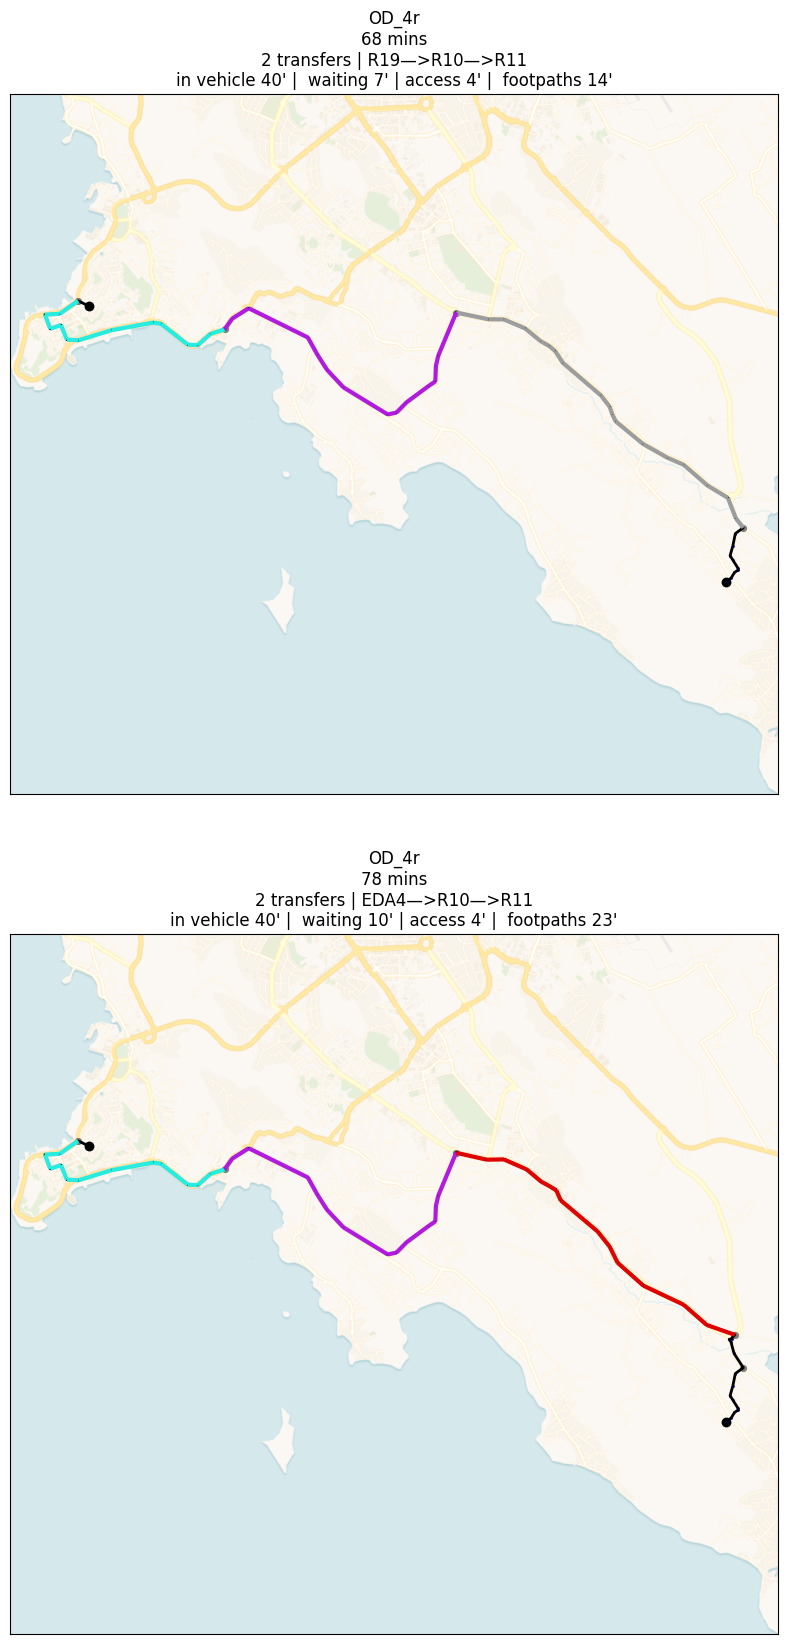 OD_4r
68 mins
2 transfers | R19—>R10—>R11
in vehicle 40' |  waiting 7' | access 4' |  footpaths 14'
OD_4r
78 mins
2 transfers | EDA4—>R10—>R11
in vehicle 40' |  waiting 10' | access 4' |  footpaths 23'